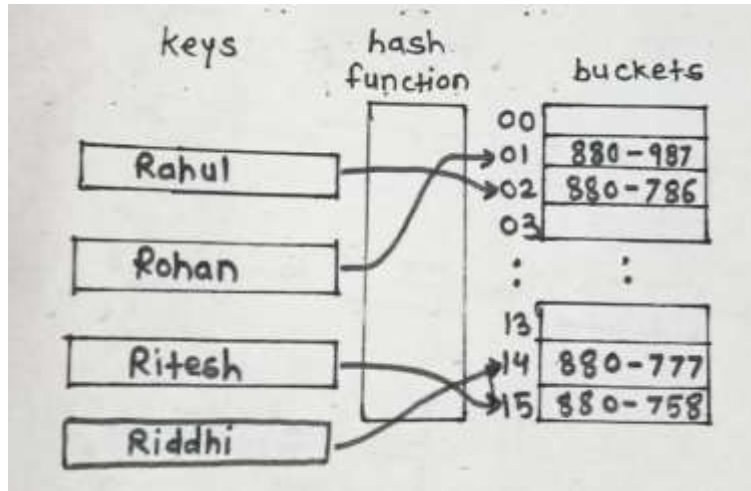 keys
hash
function
buckets
Rahul
Rohan
Ritesh
Riddhi
00
01 880-987
02 880-786
03
13
14 880-777
15 880-758